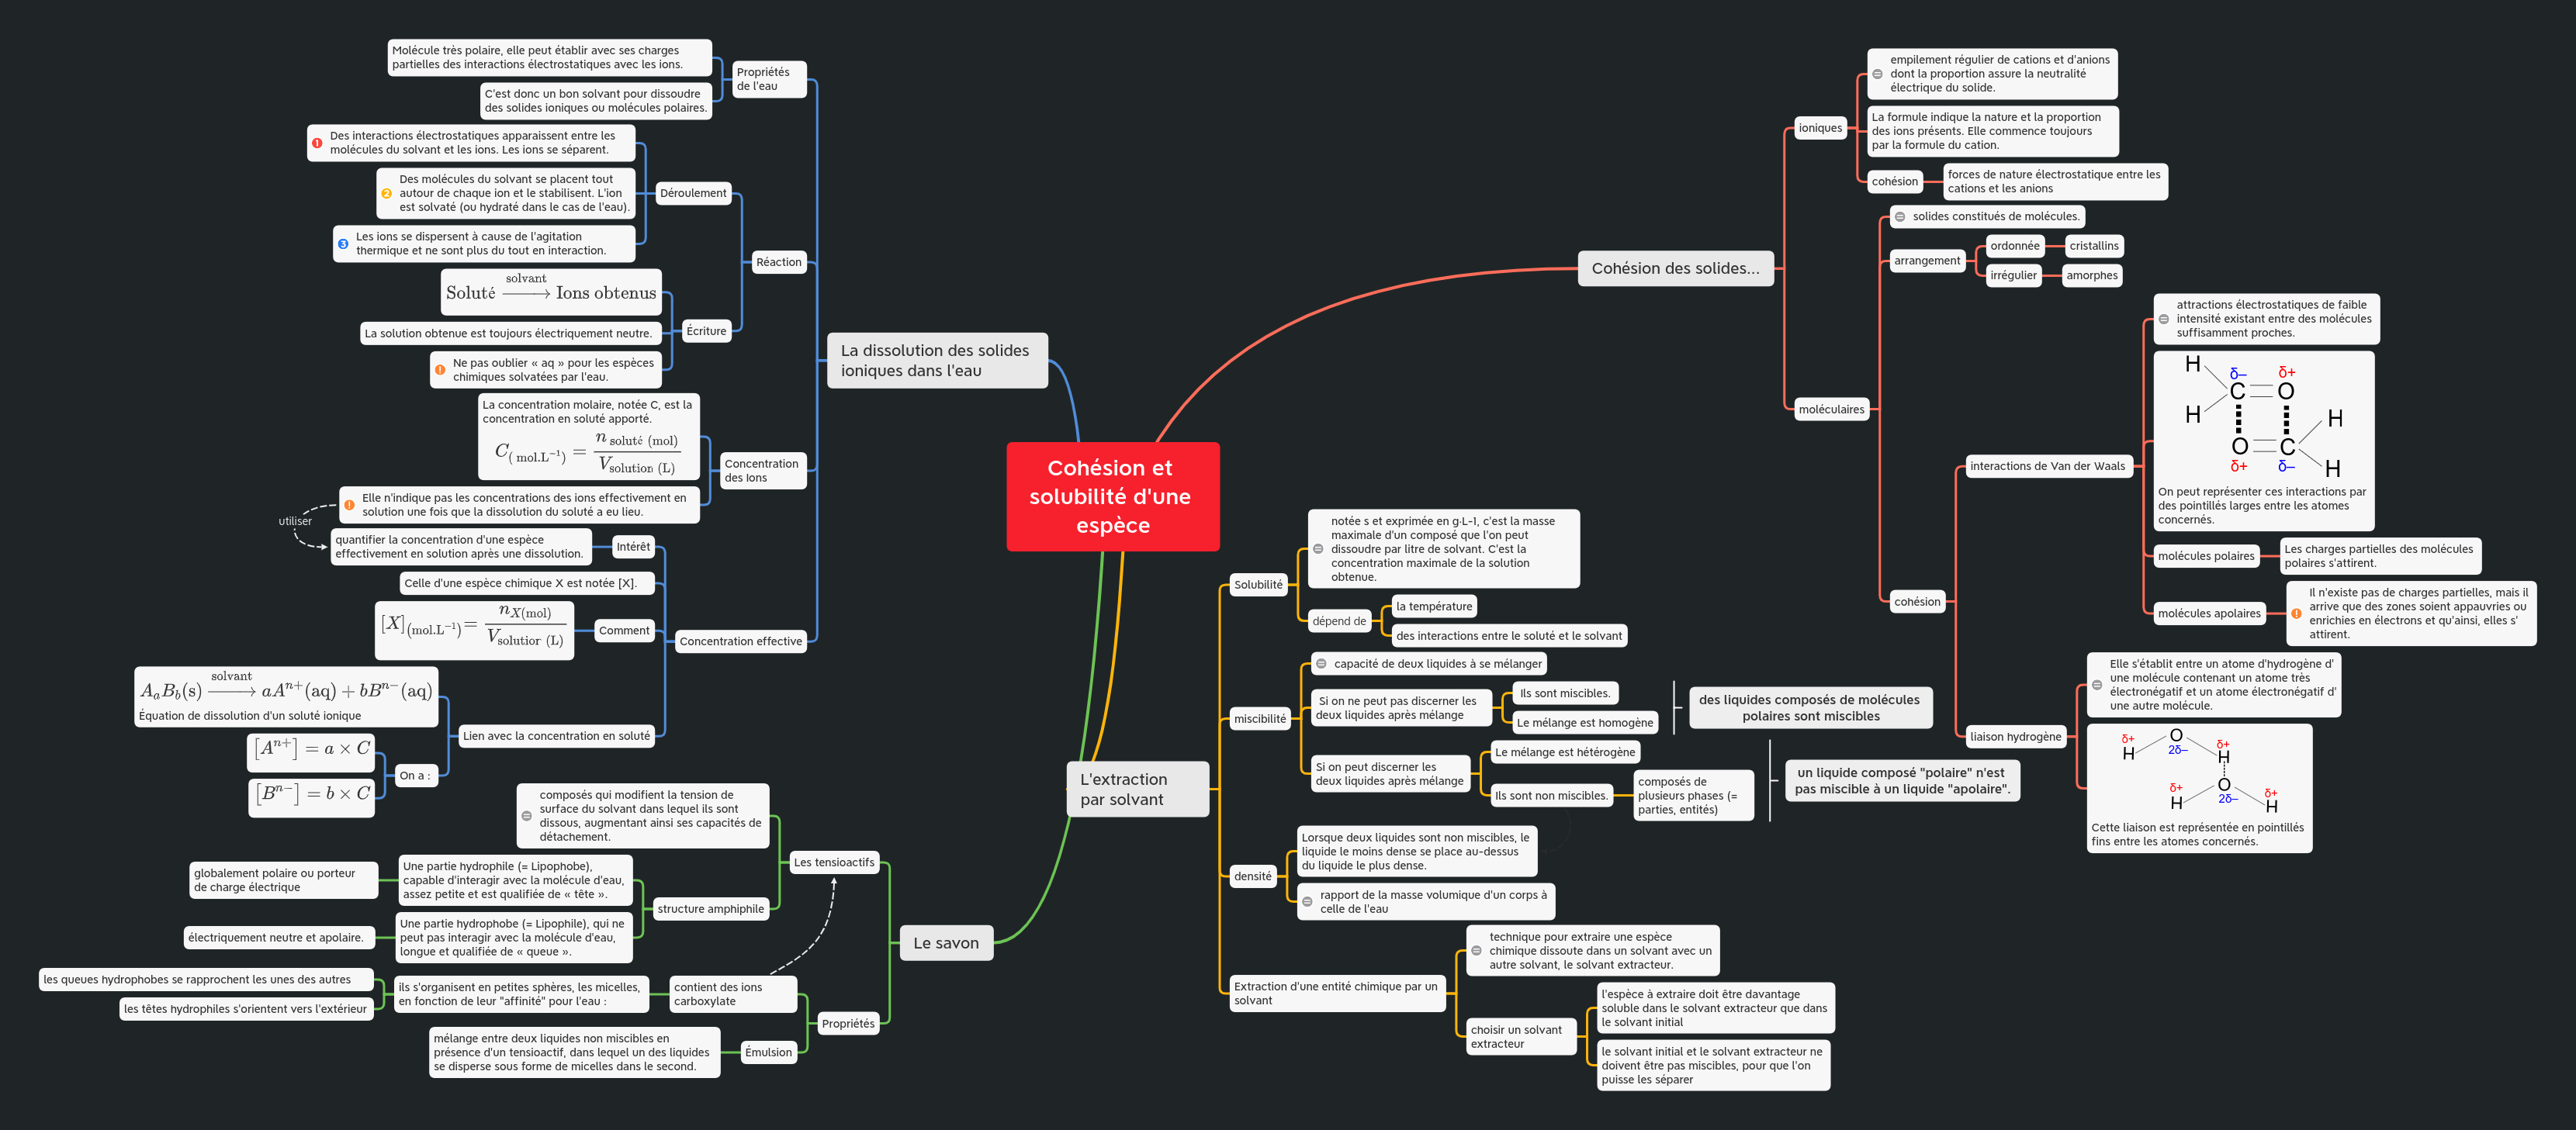 Cohésion et
solubilité d'une
espèce
La dissolution des solides
ioniques dans l'eau
Propriétés
de l'eau
Molécule très polaire, elle peut établir avec ses charges
partielles des interactions électrostatiques avec les ions.
C'est donc un bon solvant pour dissoudre
des solides ioniques ou molécules polaires.
Réaction
Déroulement
1 Des interactions électrostatiques apparaissent entre les
molécules du solvant et les ions. Les ions se séparent.
2 Des molécules du solvant se placent tout
autour de chaque ion et le stabilisent. L'ion
est solvaté (ou hydraté dans le cas de l'eau).
3 Les ions se dispersent à cause de l'agitation
thermique et ne sont plus du tout en interaction.
Écriture
solvant
Soluté ⟶ Ions obtenus
La solution obtenue est toujours électriquement neutre.
! Ne pas oublier « aq » pour les espèces
chimiques solvatées par l'eau.
Concentration
des Ions
La concentration molaire, notée C, est la
concentration en soluté apporté.
C(mol.L⁻¹) = n soluté (mol) / V solution (L)
! Elle n'indique pas les concentrations des ions effectivement en
solution une fois que la dissolution du soluté a eu lieu.
utiliser
Concentration effective
Intérêt
quantifier la concentration d'une espèce
effectivement en solution après une dissolution.
Celle d'une espèce chimique X est notée [X].
Comment
[X](mol.L⁻¹) = nX(mol) / V solution (L)
Lien avec la concentration en soluté
solvant
AaBb(s) ⟶ aAⁿ⁺(aq) + bBⁿ⁻(aq)
Équation de dissolution d'un soluté ionique
On a :
[Aⁿ⁺] = a × C
[Bⁿ⁻] = b × C
Le savon
Les tensioactifs
composés qui modifient la tension de
surface du solvant dans lequel ils sont
dissous, augmentant ainsi ses capacités de
détachement.
structure amphiphile
Une partie hydrophile (= Lipophobe),
capable d'interagir avec la molécule d'eau,
assez petite et est qualifiée de « tête ».
globalement polaire ou porteur
de charge électrique
Une partie hydrophobe (= Lipophile), qui ne
peut pas interagir avec la molécule d'eau,
longue et qualifiée de « queue ».
électriquement neutre et apolaire.
Propriétés
contient des ions
carboxylate
ils s'organisent en petites sphères, les micelles,
en fonction de leur "affinité" pour l'eau :
les queues hydrophobes se rapprochent les unes des autres
les têtes hydrophiles s'orientent vers l'extérieur
Émulsion
mélange entre deux liquides non miscibles en
présence d'un tensioactif, dans lequel un des liquides
se disperse sous forme de micelles dans le second.
Cohésion des solides...
ioniques
empilement régulier de cations et d'anions
dont la proportion assure la neutralité
électrique du solide.
La formule indique la nature et la proportion
des ions présents. Elle commence toujours
par la formule du cation.
cohésion
forces de nature électrostatique entre les
cations et les anions
moléculaires
solides constitués de molécules.
arrangement
ordonnée
cristallins
irrégulier
amorphes
cohésion
interactions de Van der Waals
attractions électrostatiques de faible
intensité existant entre des molécules
suffisamment proches.
H δ– δ+
C O
H H
O C
δ+ δ– H
On peut représenter ces interactions par
des pointillés larges entre les atomes
concernés.
molécules polaires
Les charges partielles des molécules
polaires s'attirent.
molécules apolaires
! Il n'existe pas de charges partielles, mais il
arrive que des zones soient appauvries ou
enrichies en électrons et qu'ainsi, elles s'
attirent.
liaison hydrogène
Elle s'établit entre un atome d'hydrogène d'
une molécule contenant un atome très
électronégatif et un atome électronégatif d'
une autre molécule.
δ+ O δ+
H 2δ– H
δ+ O δ+
H 2δ– H
Cette liaison est représentée en pointillés
fins entre les atomes concernés.
L'extraction
par solvant
Solubilité
notée s et exprimée en g·L-1, c'est la masse
maximale d'un composé que l'on peut
dissoudre par litre de solvant. C'est la
concentration maximale de la solution
obtenue.
dépend de
la température
des interactions entre le soluté et le solvant
miscibilité
capacité de deux liquides à se mélanger
Si on ne peut pas discerner les
deux liquides après mélange
Ils sont miscibles.
Le mélange est homogène
des liquides composés de molécules
polaires sont miscibles
Si on peut discerner les
deux liquides après mélange
Le mélange est hétérogène
Ils sont non miscibles.
composés de
plusieurs phases (=
parties, entités)
un liquide composé "polaire" n'est
pas miscible à un liquide "apolaire".
densité
Lorsque deux liquides sont non miscibles, le
liquide le moins dense se place au-dessus
du liquide le plus dense.
rapport de la masse volumique d'un corps à
celle de l'eau
Extraction d'une entité chimique par un
solvant
technique pour extraire une espèce
chimique dissoute dans un solvant avec un
autre solvant, le solvant extracteur.
choisir un solvant
extracteur
l'espèce à extraire doit être davantage
soluble dans le solvant extracteur que dans
le solvant initial
le solvant initial et le solvant extracteur ne
doivent être pas miscibles, pour que l'on
puisse les séparer